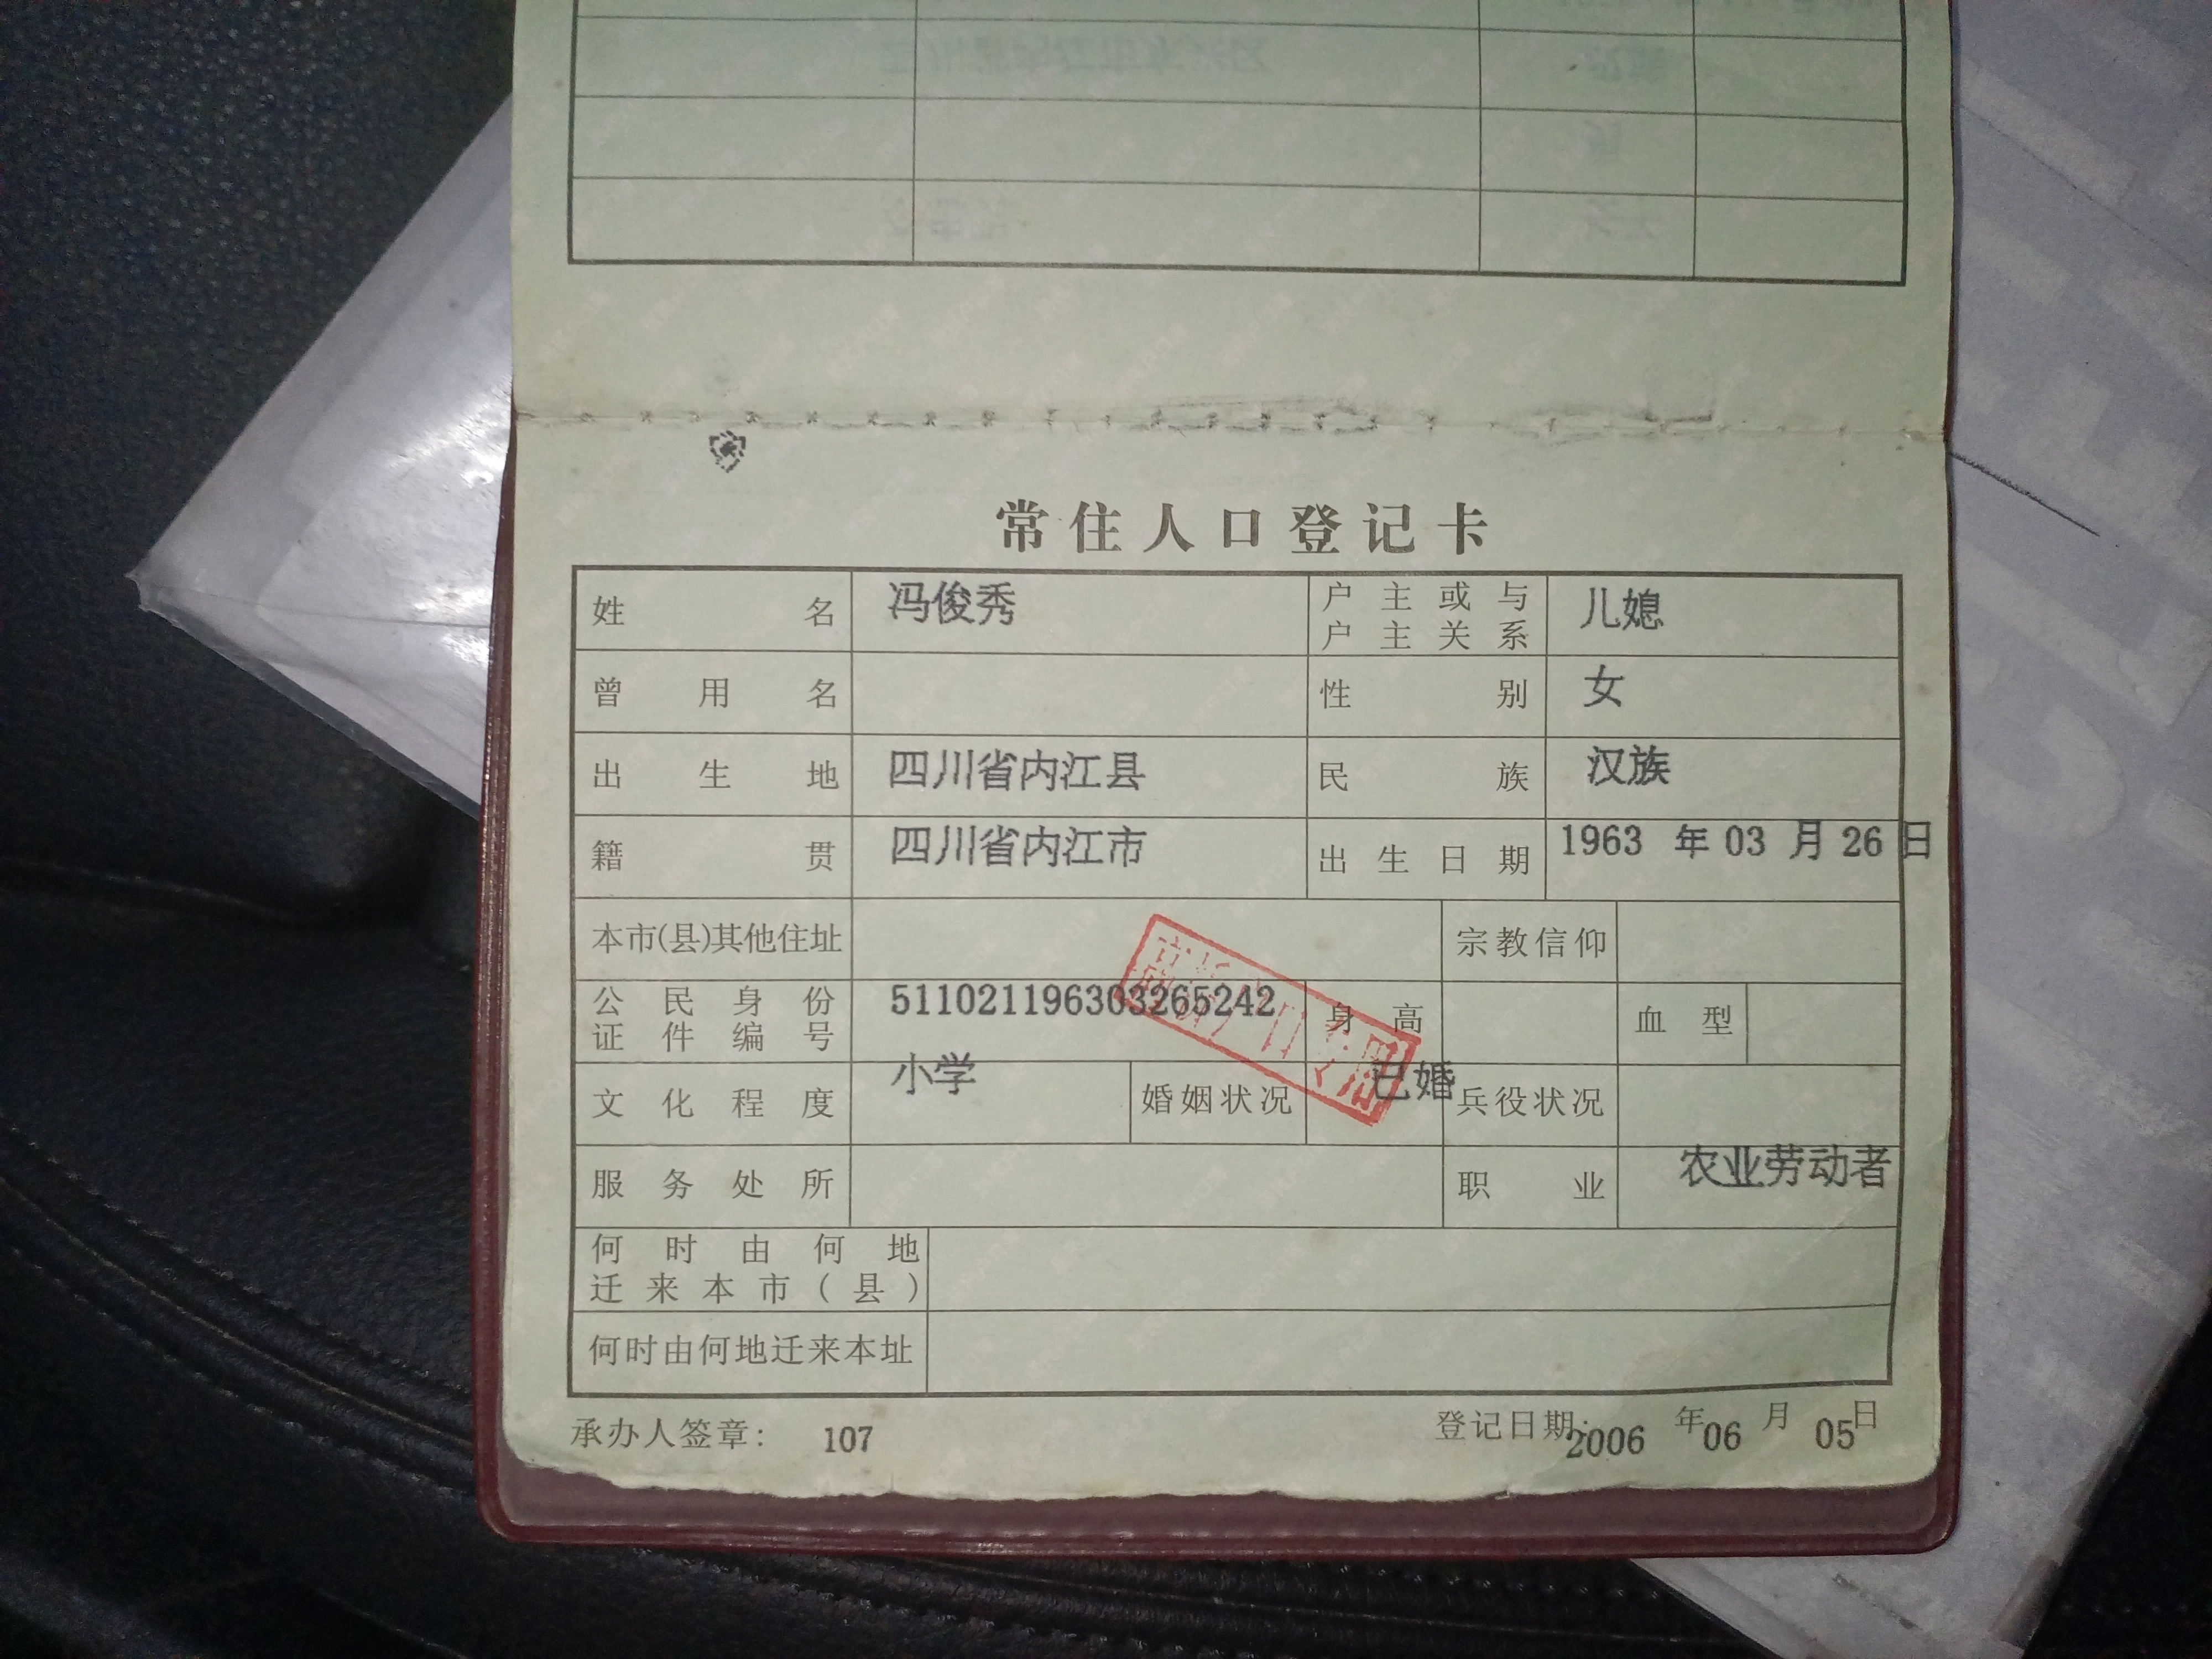 常住人口登记卡
姓名 冯俊秀 户主或与户主关系 儿媳
曾用名 性别 女
出生地 四川省内江县 民族 汉族
籍贯 四川省内江市 出生日期 1963 年 03 月 26 日
本市(县)其他住址 宗教信仰
公民身份证件编号 511021196303265242 身高 血型
文化程度 小学 婚姻状况 已婚 兵役状况
服务处所 职业 农业劳动者
何时由何地迁来本市(县)
何时由何地迁来本址
承办人签章: 107 登记日期: 2006 年 06 月 05 日